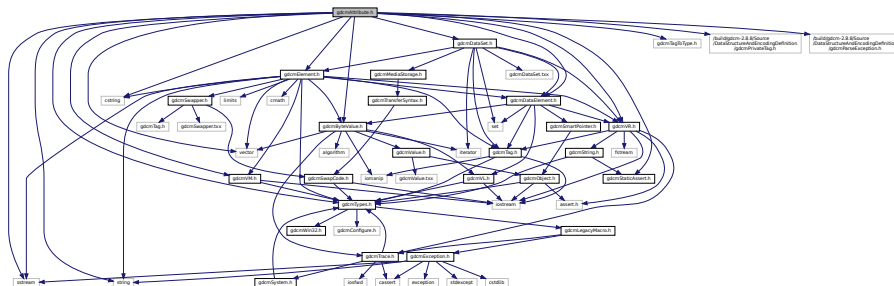 gdcmAttribute.h
gdcmDataSet.h
gdcmTagToType.h
/build/gdcm-2.8.8/Source
/DataStructureAndEncodingDefinition
/gdcmPrivateTag.h
/build/gdcm-2.8.8/Source
/DataStructureAndEncodingDefinition
/gdcmParseException.h
gdcmElement.h
gdcmMediaStorage.h
gdcmDataSet.txx
cstring
gdcmSwapper.h
limits
cmath
gdcmTransferSyntax.h
gdcmDataElement.h
gdcmTag.h
gdcmSwapper.txx
gdcmByteValue.h
set
gdcmSmartPointer.h
gdcmVR.h
vector
algorithm
gdcmValue.h
iterator
gdcmTag.h
gdcmString.h
fstream
gdcmVM.h
gdcmSwapCode.h
iomanip
gdcmValue.txx
gdcmVL.h
gdcmObject.h
gdcmStaticAssert.h
gdcmTypes.h
iostream
assert.h
gdcmWin32.h
gdcmConfigure.h
gdcmLegacyMacro.h
gdcmTrace.h
gdcmException.h
sstream
string
gdcmSystem.h
iosfwd
cassert
exception
stdexcept
cstdlib